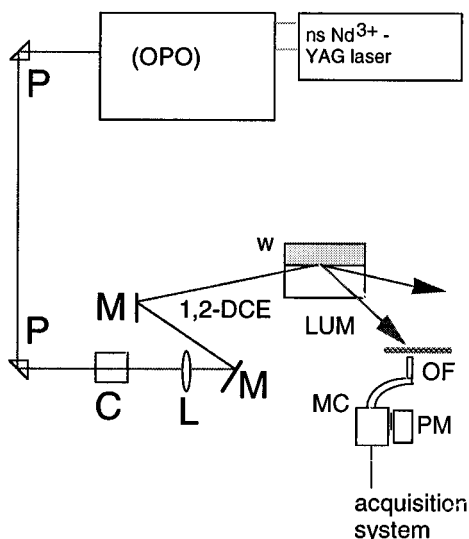 (OPO)
ns Nd3+ -
YAG laser
P
w
M
1,2-DCE
LUM
P
M
C
L
OF
MC
PM
acquisition
system